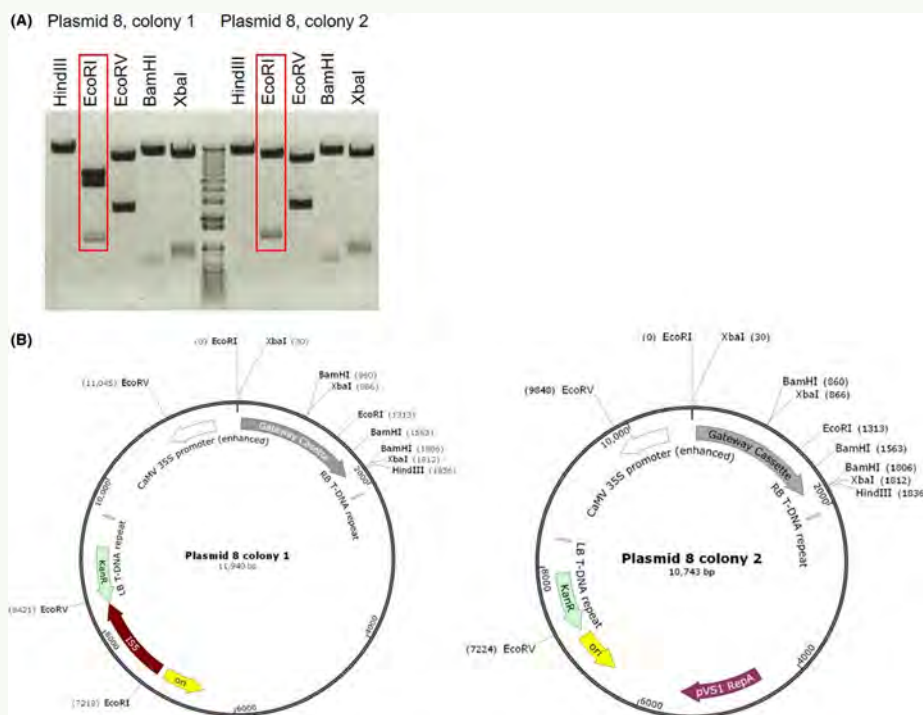 (A) Plasmid 8, colony 1 Plasmid 8, colony 2
HindIII EcoRI EcoRV BamHI XbaI HindIII EcoRI EcoRV BamHI XbaI
(B)
(0) EcoRI XbaI (30)
(11,045) EcoRV
BamHI (860)
XbaI (866)
EcoRI (1313)
BamHI (1563)
BamHI (1806)
XbaI (1812)
HindIII (1836)
CaMV 35S promoter (enhanced)
Gateway Cassette
2000
RB T-DNA repeat
10,000
LB T-DNA repeat
KanR
Plasmid 8 colony 1
11,940 bp
EcoRV
8000
IS5
4000
EcoRI
ori
6000
(0) EcoRI XbaI (30)
(9848) EcoRV
BamHI (860)
XbaI (866)
EcoRI (1313)
BamHI (1563)
BamHI (1806)
XbaI (1812)
HindIII (1836)
10,000
CaMV 35S promoter (enhanced)
Gateway Cassette
2000
RB T-DNA repeat
LB T-DNA repeat
8000
KanR
Plasmid 8 colony 2
10,743 bp
(7224) EcoRV
ori
4000
pVS1 RepA
6000